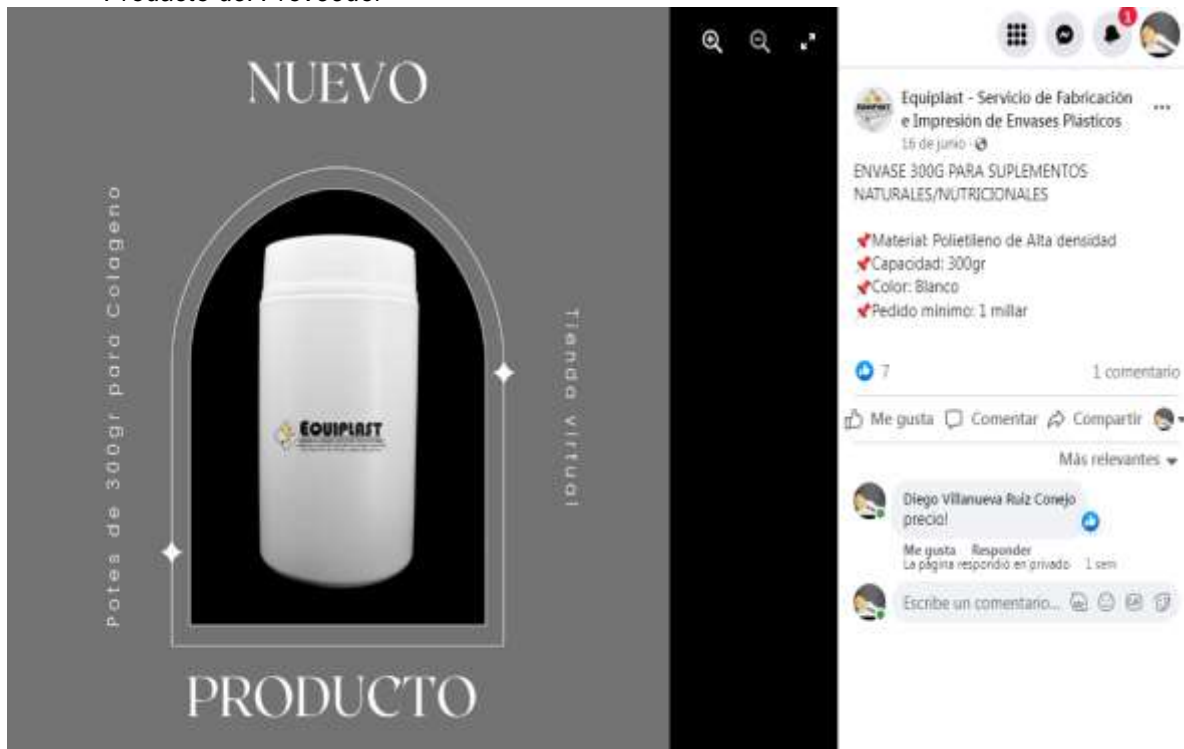 Producto del Proveedor
NUEVO
Potes de 300gr para Colageno
Tienda virtual
EQUIPLAST
PRODUCTO
1
Equiplast - Servicio de Fabricación
e Impresión de Envases Plásticos
16 de junio ·
ENVASE 300G PARA SUPLEMENTOS
NATURALES/NUTRICIONALES
Material: Polietileno de Alta densidad
Capacidad: 300gr
Color: Blanco
Pedido mínimo: 1 millar
7
1 comentario
Me gusta Comentar Compartir
Más relevantes
Diego Villanueva Ruiz Conejo
precio!
Me gusta Responder
La página respondió en privado 1 sem
Escribe un comentario...